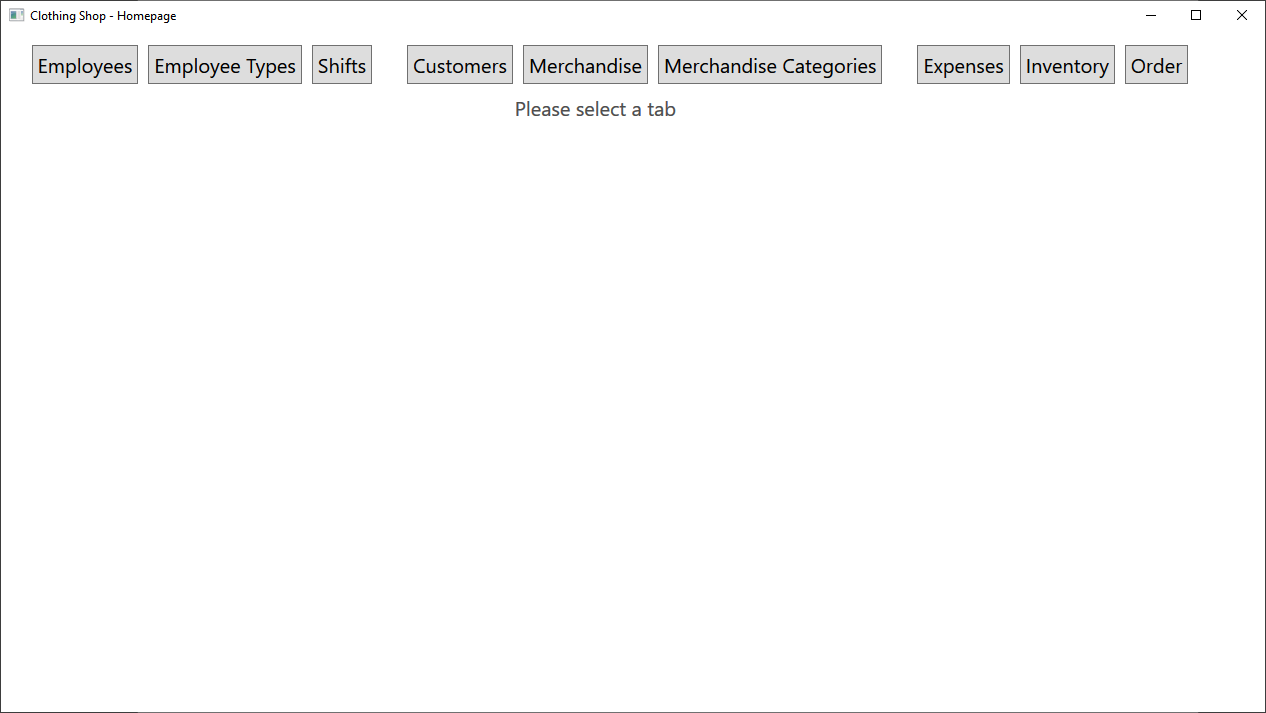 Clothing Shop - Homepage
Employees Employee Types Shifts Customers Merchandise Merchandise Categories Expenses Inventory Order
Please select a tab